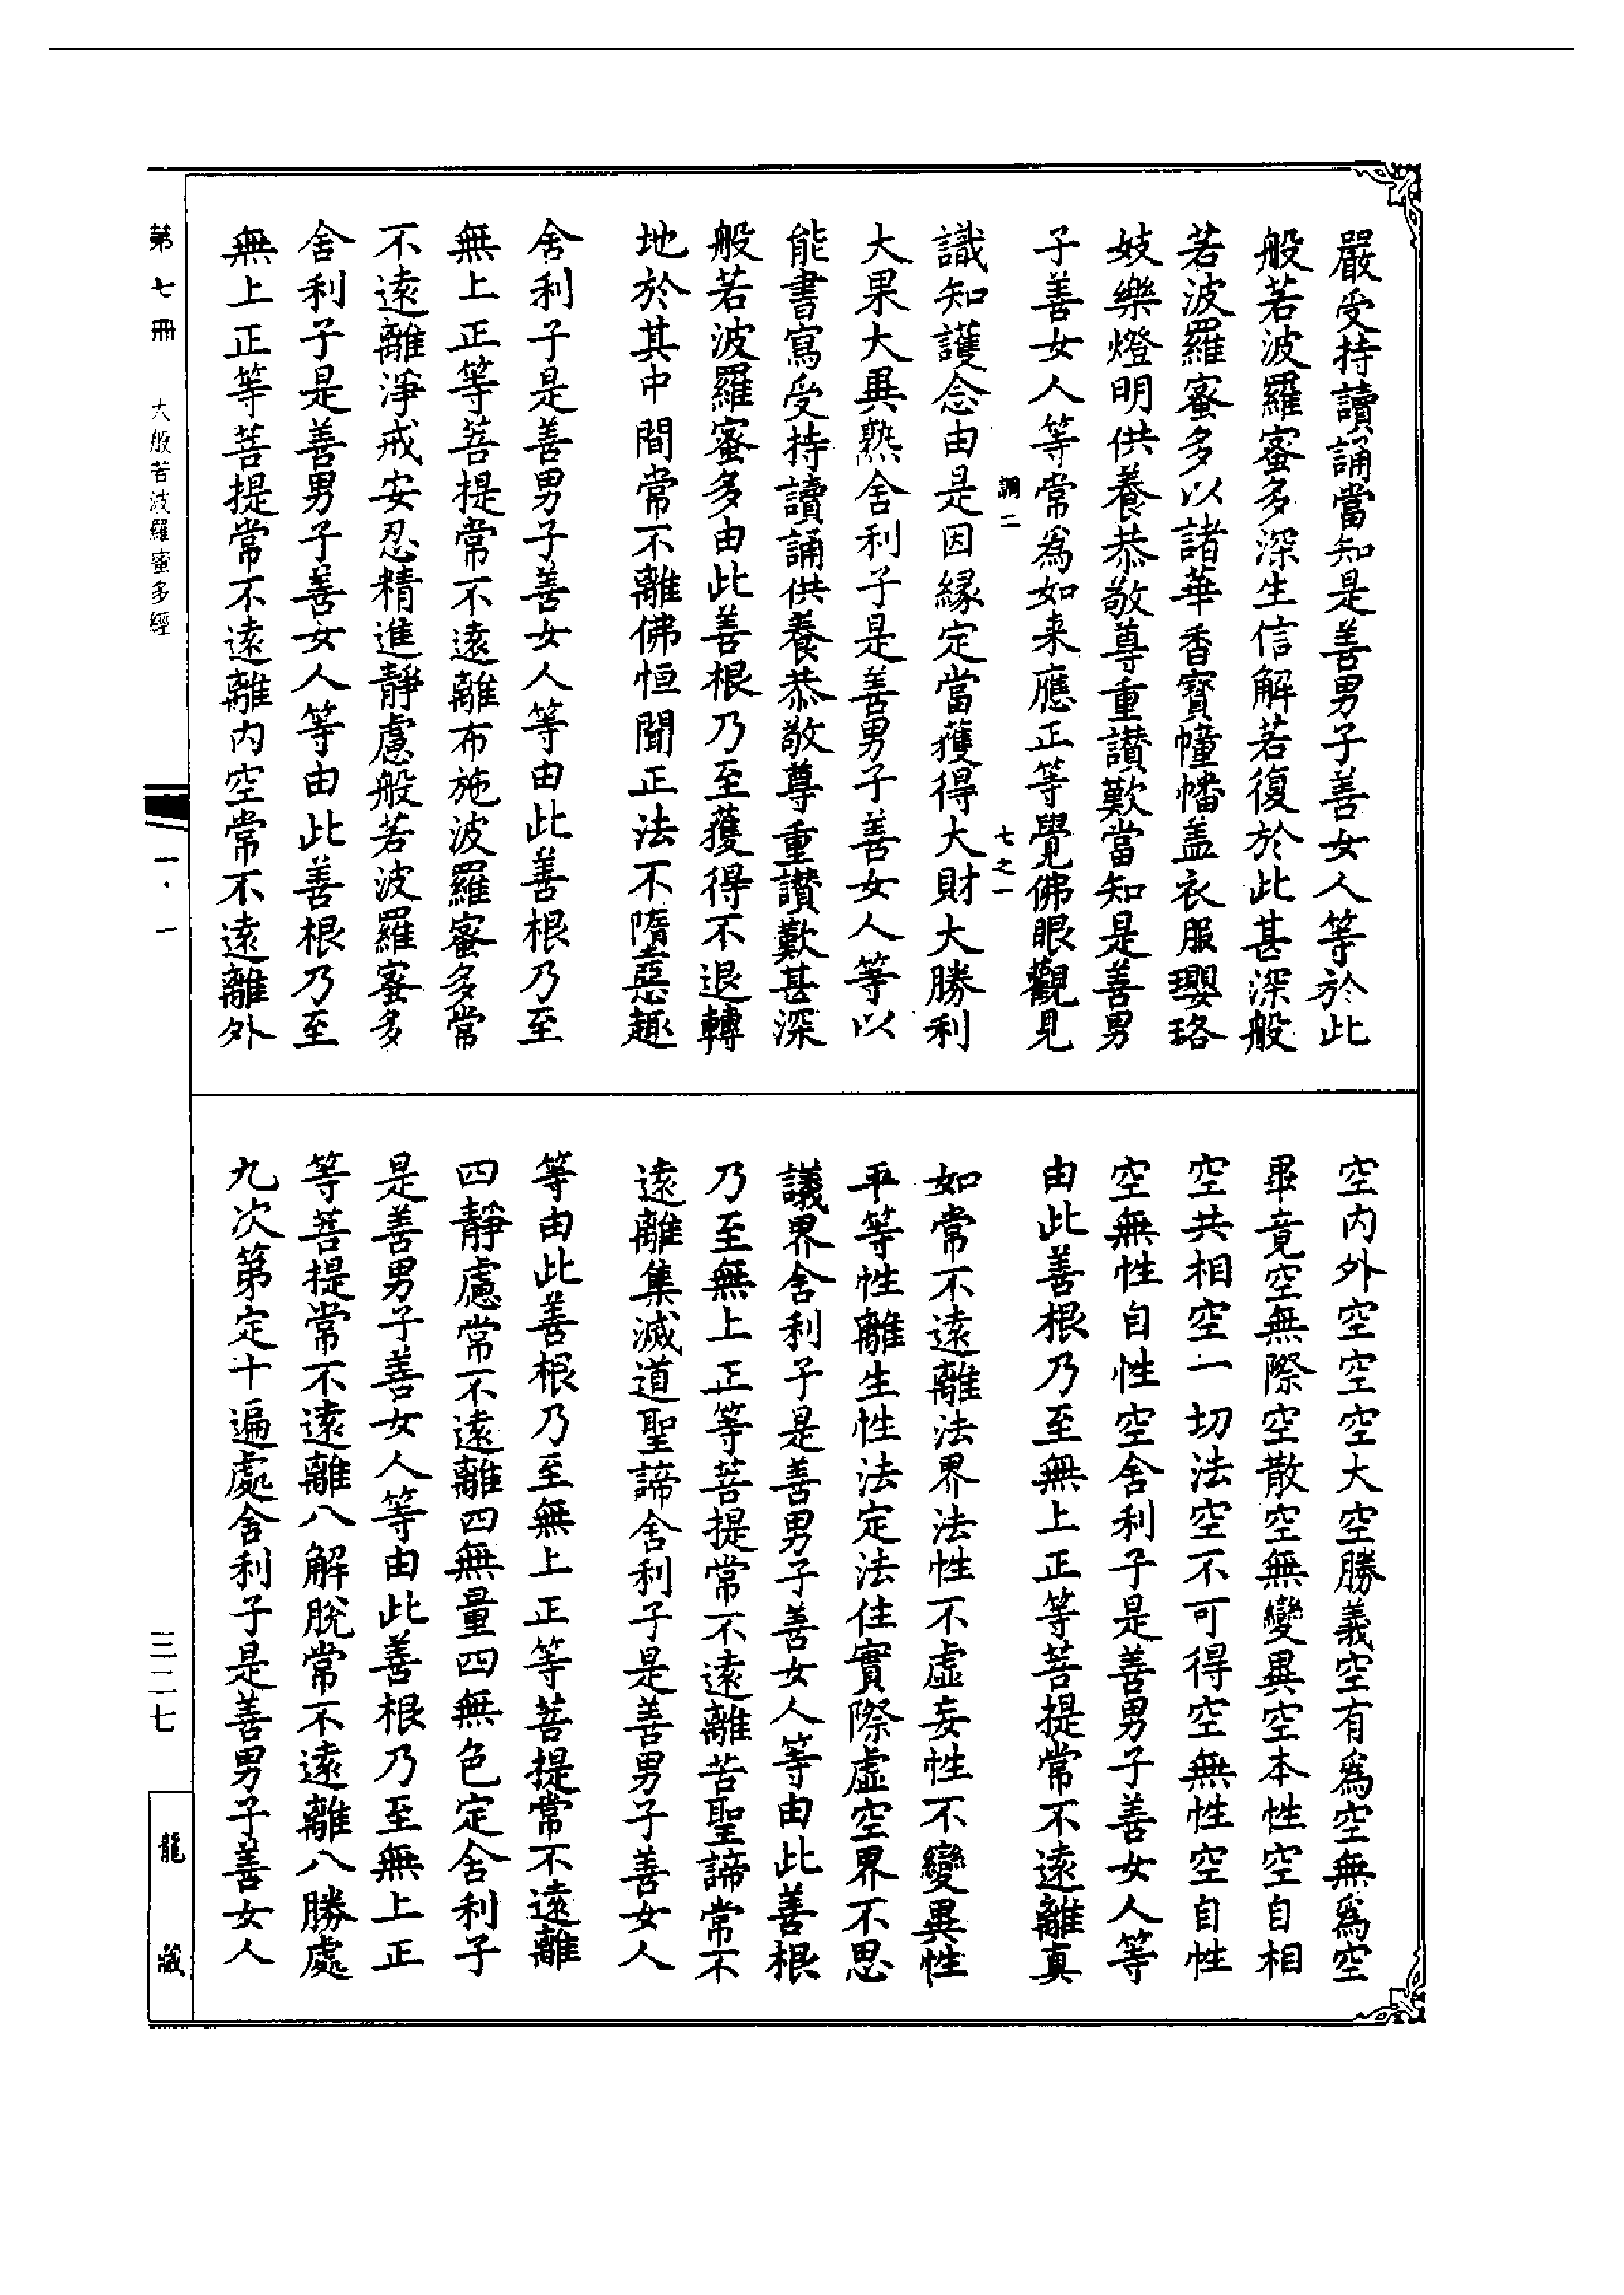 嚴受持讀誦當知是善男子善女人等於此
般若波羅蜜多深生信解若復於此甚深般
若波羅蜜多以諸華香寶幢幡盖衣服瓔珞
妓樂燈明供養恭敬尊重讃歎當知是善男
子善女人等常爲如来應正等覺佛眼觀見
調二
七之一
識知護念由是因緣定當獲得大財大勝利
大果大異熟舍利子是善男子善女人等以
能書寫受持讀誦供養恭敬尊重讃歎甚深
般若波羅蜜多由此善根乃至獲得不退轉
地於其中間常不離佛恒聞正法不墮惡趣
舍利子是善男子善女人等由此善根乃至
無上正等菩提常不遠離布施波羅蜜多常
不遠離淨戒安忍精進靜慮般若波羅蜜多
舍利子是善男子善女人等由此善根乃至
無上正等菩提常不遠離內空常不遠離外
空內外空空空大空勝義空有爲空無爲空
畢竟空無際空散空無變異空本性空自相
空共相空一切法空不可得空無性空自性
空無性自性空舍利子是善男子善女人等
由此善根乃至無上正等菩提常不遠離真
如常不遠離法界法性不虛妄性不變異性
平等性離生性法定法住實際虛空界不思
議界舍利子是善男子善女人等由此善根
乃至無上正等菩提常不遠離苦聖諦常不
遠離集滅道聖諦舍利子是善男子善女人
等由此善根乃至無上正等菩提常不遠離
四靜慮常不遠離四無量四無色定舍利子
是善男子善女人等由此善根乃至無上正
等菩提常不遠離八解脫常不遠離八勝處
九次第定十遍處舍利子是善男子善女人
第七冊 大般若波羅蜜多經
一·一
三二七
龍藏